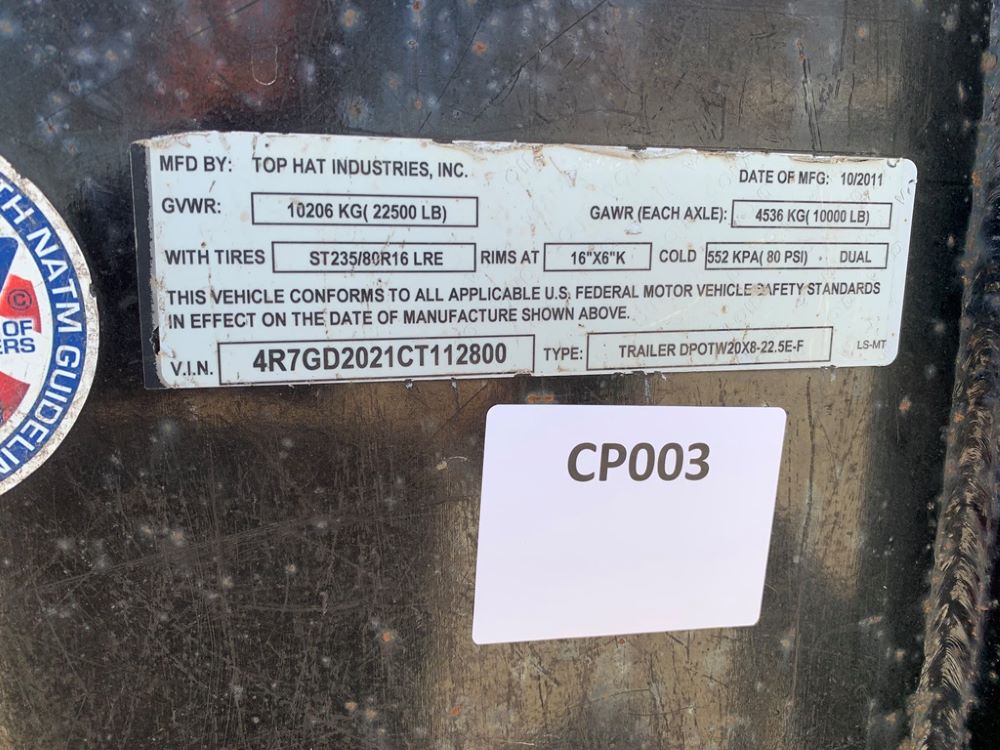 MFD BY: TOP HAT INDUSTRIES, INC. DATE OF MFG: 10/2011
GVWR: 10206 KG( 22500 LB) GAWR (EACH AXLE): 4536 KG( 10000 LB)
WITH TIRES ST235/80R16 LRE RIMS AT 16"X6"K COLD 552 KPA( 80 PSI) DUAL
THIS VEHICLE CONFORMS TO ALL APPLICABLE U.S. FEDERAL MOTOR VEHICLE SAFETY STANDARDS
IN EFFECT ON THE DATE OF MANUFACTURE SHOWN ABOVE.
V.I.N. 4R7GD2021CT112800 TYPE: TRAILER DPOTW20X8-22.5E-F LS-MT
CP003
TH NATM GUIDELIN
©
OF
ERS